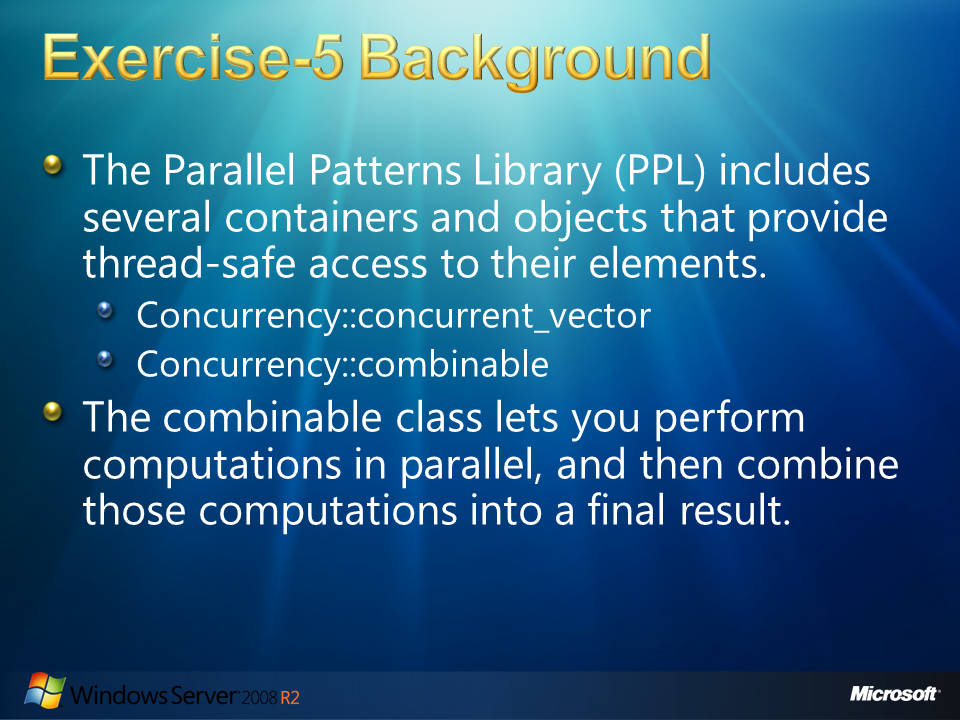 Exercise-5 Background
The Parallel Patterns Library (PPL) includes
several containers and objects that provide
thread-safe access to their elements.
Concurrency::concurrent_vector
Concurrency::combinable
The combinable class lets you perform
computations in parallel, and then combine
those computations into a final result.
Windows Server 2008 R2
Microsoft